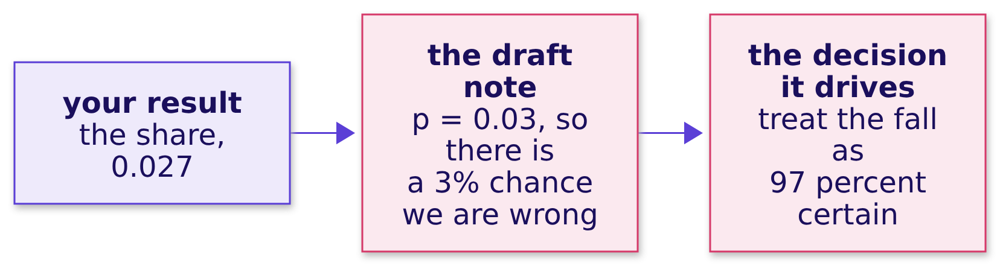 your result
the share,
0.027
the draft
note
p = 0.03, so
there is
a 3% chance
we are wrong
the decision
it drives
treat the fall
as
97 percent
certain